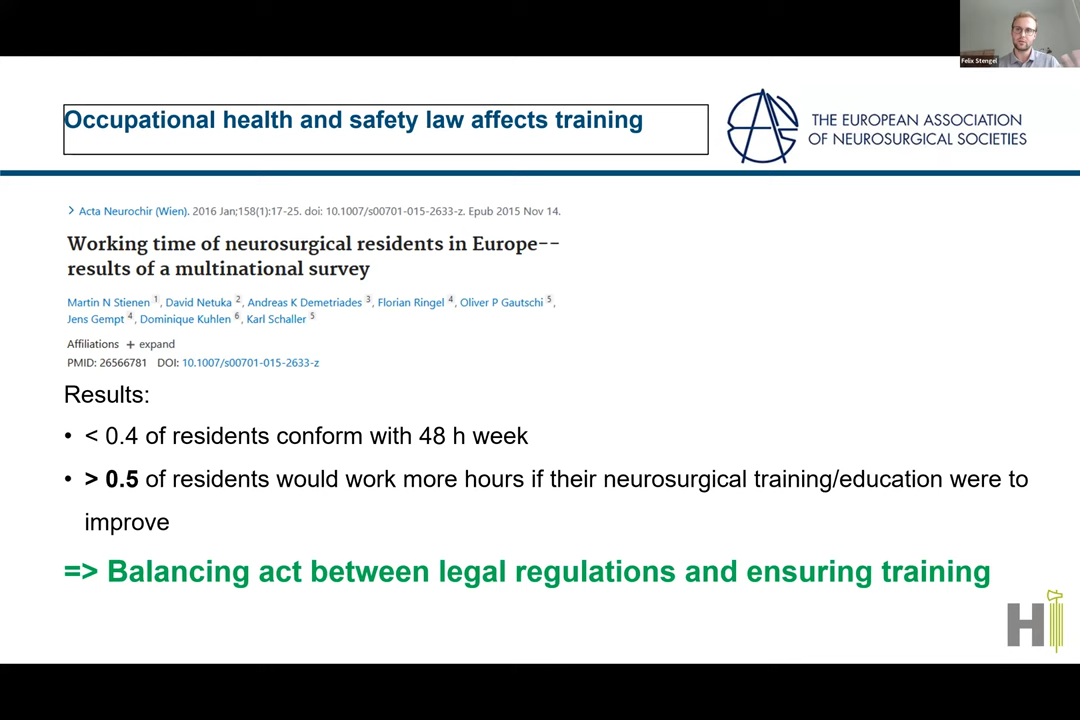 Felix Stengel
Occupational health and safety law affects training
THE EUROPEAN ASSOCIATION
OF NEUROSURGICAL SOCIETIES
> Acta Neurochir (Wien). 2016 Jan;158(1):17-25. doi: 10.1007/s00701-015-2633-z. Epub 2015 Nov 14.
Working time of neurosurgical residents in Europe--
results of a multinational survey
Martin N Stienen 1, David Netuka 2, Andreas K Demetriades 3, Florian Ringel 4, Oliver P Gautschi 5,
Jens Gempt 4, Dominique Kuhlen 6, Karl Schaller 5
Affiliations + expand
PMID: 26566781 DOI: 10.1007/s00701-015-2633-z
Results:
• < 0.4 of residents conform with 48 h week
• > 0.5 of residents would work more hours if their neurosurgical training/education were to
improve
=> Balancing act between legal regulations and ensuring training
H